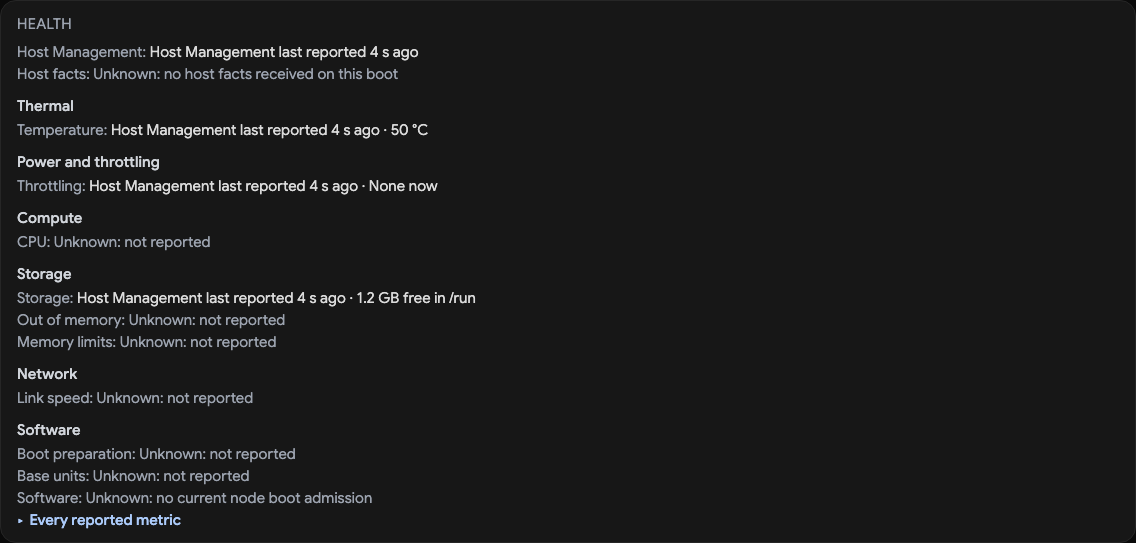 HEALTH
Host Management: Host Management last reported 4 s ago
Host facts: Unknown: no host facts received on this boot
Thermal
Temperature: Host Management last reported 4 s ago · 50 °C
Power and throttling
Throttling: Host Management last reported 4 s ago · None now
Compute
CPU: Unknown: not reported
Storage
Storage: Host Management last reported 4 s ago · 1.2 GB free in /run
Out of memory: Unknown: not reported
Memory limits: Unknown: not reported
Network
Link speed: Unknown: not reported
Software
Boot preparation: Unknown: not reported
Base units: Unknown: not reported
Software: Unknown: no current node boot admission
▸ Every reported metric